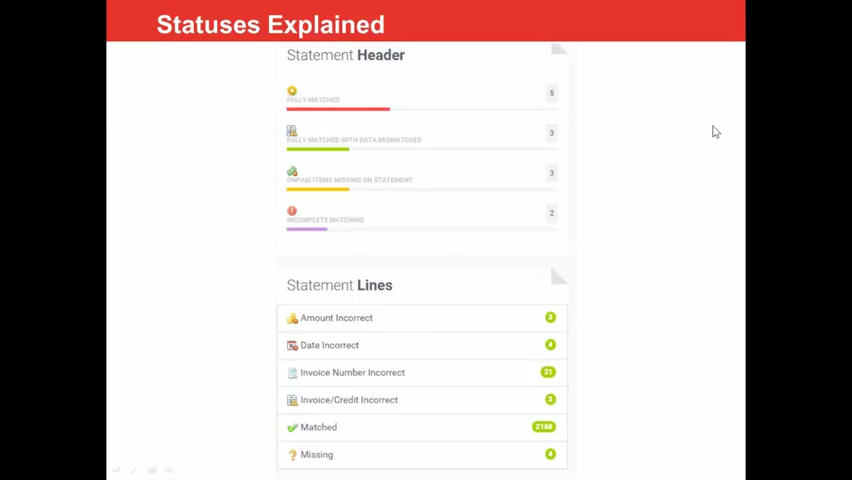 Statuses Explained
Statement Header
FULLY MATCHED
5
FULLY MATCHED WITH DATA MISMATCHES
3
UNPAID ITEMS MISSING ON STATEMENT
3
INCOMPLETE MATCHING
2
Statement Lines
Amount Incorrect 3
Date Incorrect 4
Invoice Number Incorrect 21
Invoice/Credit Incorrect 2
Matched 2168
Missing 4